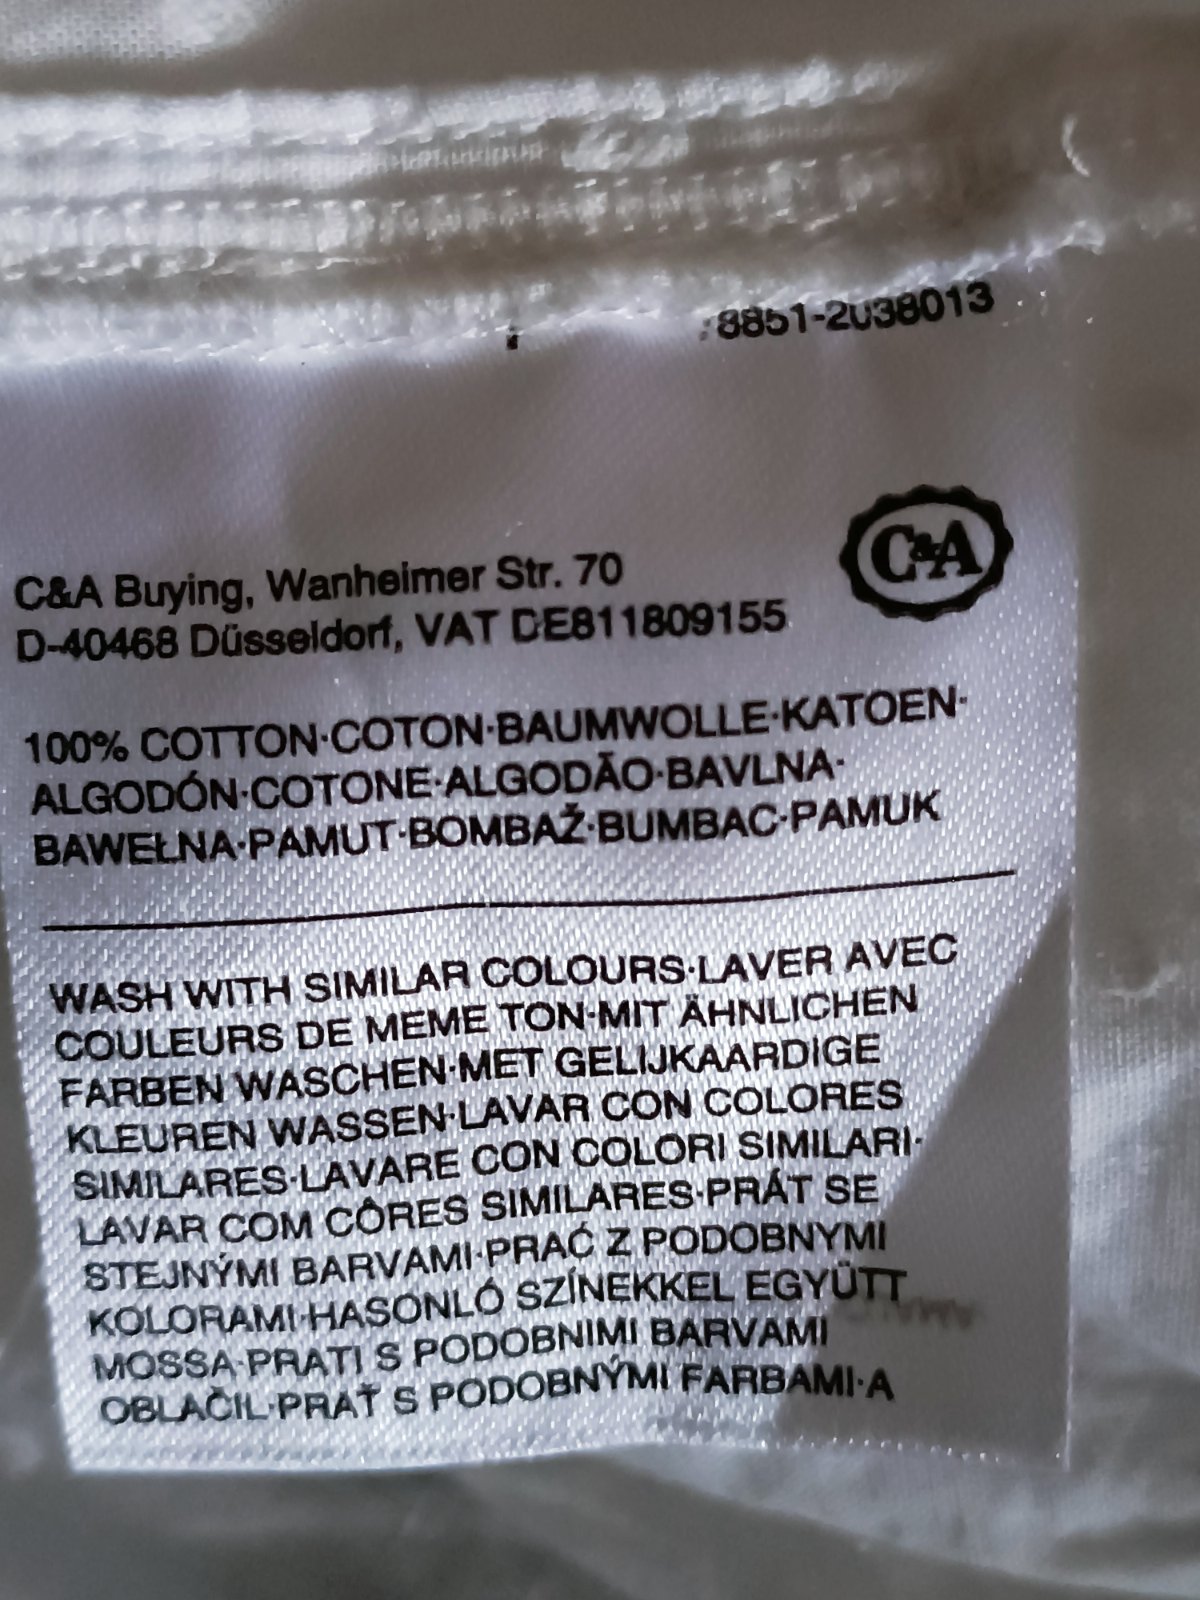 8851-2038013
C&A
C&A Buying, Wanheimer Str. 70
D-40468 Düsseldorf, VAT DE811809155
100% COTTON·COTON·BAUMWOLLE·KATOEN·
ALGODÓN·COTONE·ALGODÃO·BAVLNA·
BAWEŁNA·PAMUT·BOMBAŽ·BUMBAC·PAMUK
WASH WITH SIMILAR COLOURS·LAVER AVEC
COULEURS DE MEME TON·MIT ÄHNLICHEN
FARBEN WASCHEN·MET GELIJKAARDIGE
KLEUREN WASSEN·LAVAR CON COLORES
SIMILARES·LAVARE CON COLORI SIMILARI·
LAVAR COM CÔRES SIMILARES·PRÁT SE
STEJNÝMI BARVAMI·PRAĆ Z PODOBNYMI
KOLORAMI·HASONLÓ SZÍNEKKEL EGYÜTT
MOSSA·PRATI S PODOBNIMI BARVAMI
OBLAČIL·PRAŤ S PODOBNÝMI FARBAMI·A